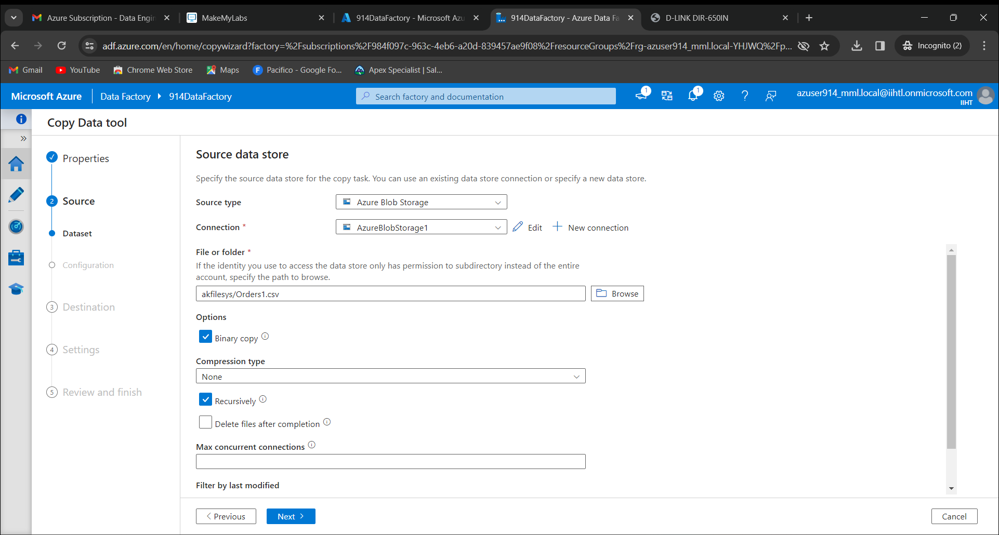 Azure Subscription - Data Engin
MakeMyLabs
914DataFactory - Microsoft Azu
914DataFactory - Azure Data Fa
D-LINK DIR-650IN
adf.azure.com/en/home/copywizard?factory=%2Fsubscriptions%2F984f097c-963c-4eb6-a20d-839457ae9f08%2FresourceGroups%2Frg-azuser914_mml.local-YHJWQ%2Fp...
Incognito (2)
Gmail
YouTube
Chrome Web Store
Maps
F
Pacifico - Google Fo...
Apex Specialist | Sal...
Microsoft Azure
Data Factory
914DataFactory
Search factory and documentation
1
1
azuser914_mml.local@iihtl.onmicrosoft.com
IIHT
Copy Data tool
Properties
2 Source
Dataset
Configuration
3 Destination
4 Settings
5 Review and finish
Source data store
Specify the source data store for the copy task. You can use an existing data store connection or specify a new data store.
Source type
Azure Blob Storage
Connection *
AzureBlobStorage1
Edit
New connection
File or folder *
If the identity you use to access the data store only has permission to subdirectory instead of the entire
account, specify the path to browse.
akfilesys/Orders1.csv
Browse
Options
Binary copy
Compression type
None
Recursively
Delete files after completion
Max concurrent connections
Filter by last modified
Previous
Next
Cancel